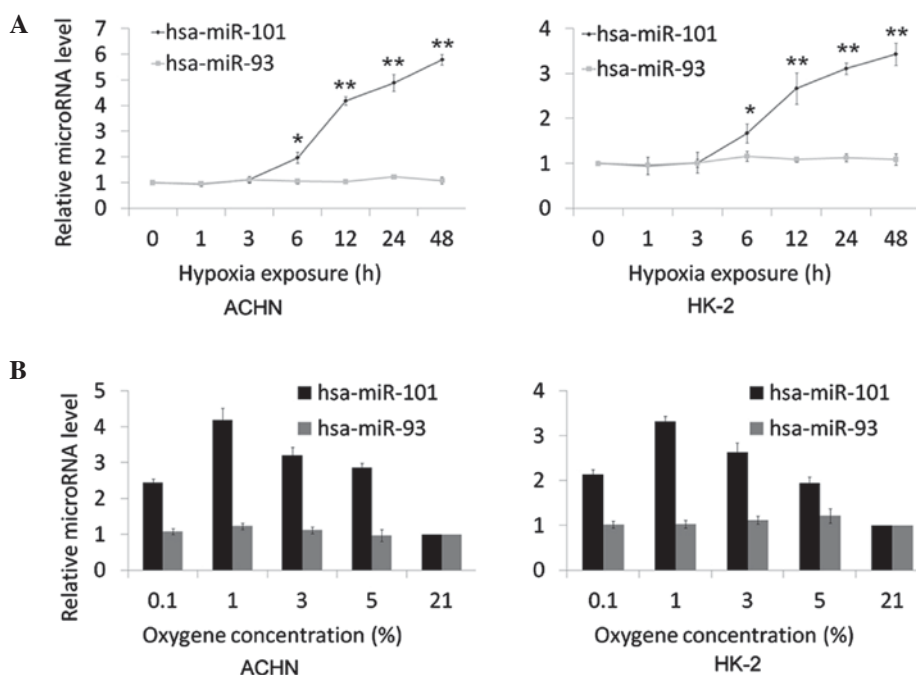 A
Relative microRNA level
7
6
5
4
3
2
1
0
hsa-miR-101
hsa-miR-93
*
**
**
**
0 1 3 6 12 24 48
Hypoxia exposure (h)
ACHN
4
3
2
1
0
hsa-miR-101
hsa-miR-93
*
**
**
**
0 1 3 6 12 24 48
Hypoxia exposure (h)
HK-2
B
Relative microRNA level
5
4
3
2
1
0
hsa-miR-101
hsa-miR-93
0.1 1 3 5 21
Oxygene concentration (%)
ACHN
4
3
2
1
0
hsa-miR-101
hsa-miR-93
0.1 1 3 5 21
Oxygene concentration (%)
HK-2